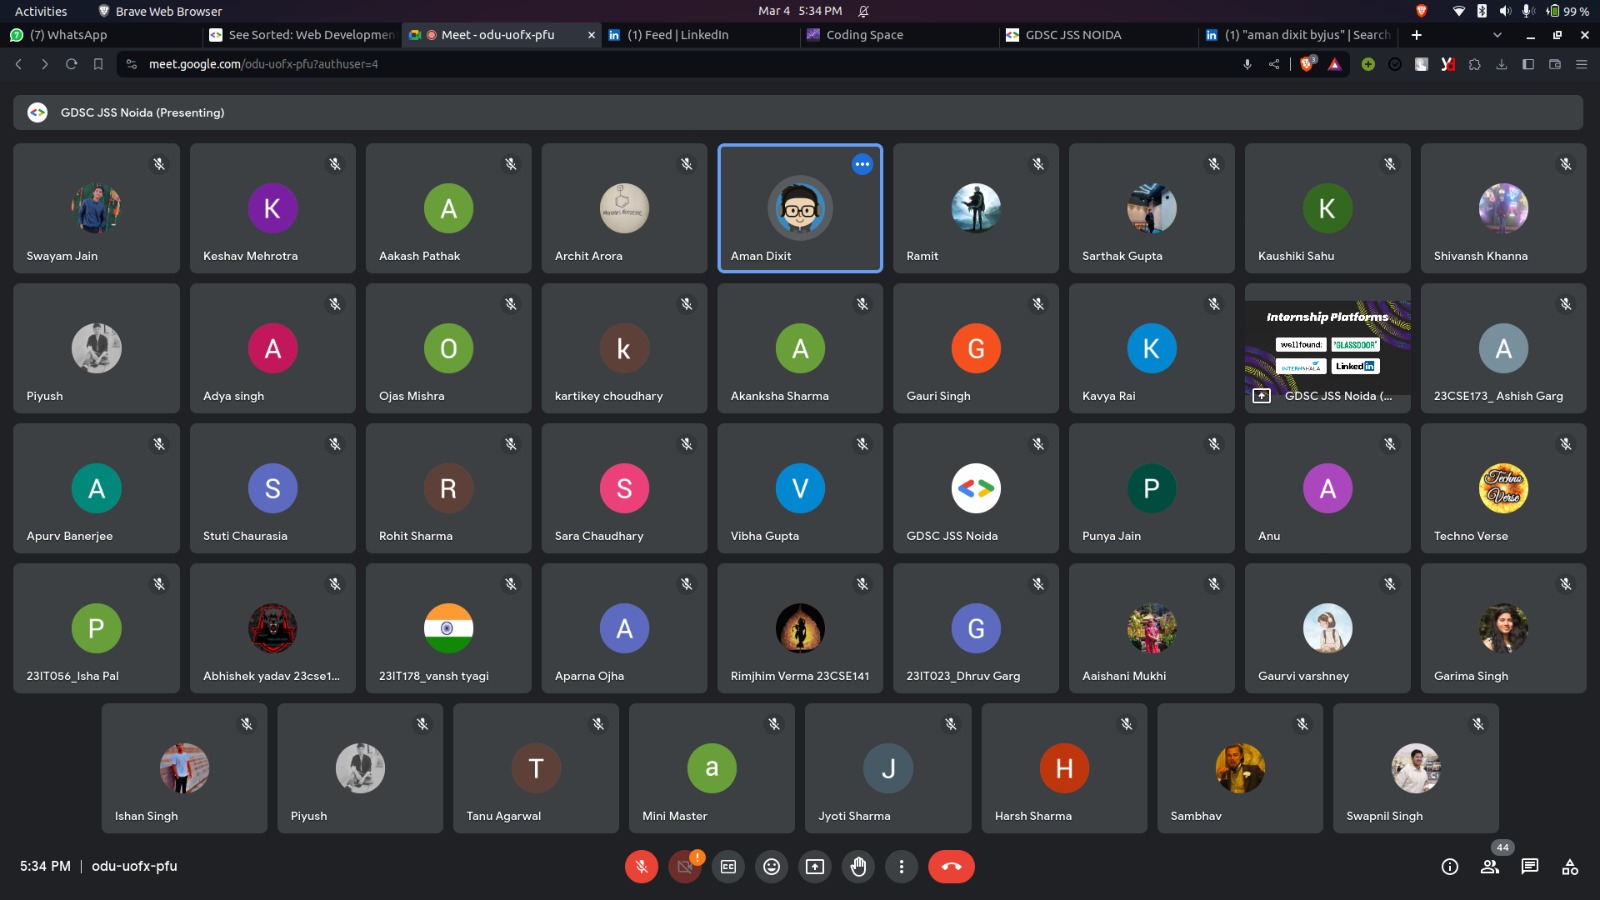 Activities
Brave Web Browser
Mar 4 5:34 PM
99 %
(7) WhatsApp
See Sorted: Web Developmen
Meet - odu-uofx-pfu
(1) Feed | LinkedIn
Coding Space
GDSC JSS NOIDA
(1) "aman dixit byjus" | Search
meet.google.com/odu-uofx-pfu?authuser=4
GDSC JSS Noida (Presenting)
Swayam Jain
K
Keshav Mehrotra
A
Aakash Pathak
Archit Arora
Aman Dixit
Ramit
Sarthak Gupta
K
Kaushiki Sahu
Shivansh Khanna
Piyush
A
Adya singh
O
Ojas Mishra
k
kartikey choudhary
A
Akanksha Sharma
G
Gauri Singh
K
Kavya Rai
Internship Platforms
wellfound:
"GLASSDOOR"
INTERNSHALA
LinkedIn
GDSC JSS Noida (...
A
23CSE173_ Ashish Garg
A
Apurv Banerjee
S
Stuti Chaurasia
R
Rohit Sharma
S
Sara Chaudhary
V
Vibha Gupta
GDSC JSS Noida
P
Punya Jain
A
Anu
Techno
Verse
Techno Verse
P
23IT056_Isha Pal
Abhishek yadav 23cse1...
23IT178_vansh tyagi
A
Aparna Ojha
Rimjhim Verma 23CSE141
G
23IT023_Dhruv Garg
Aaishani Mukhi
Gaurvi varshney
Garima Singh
Ishan Singh
Piyush
T
Tanu Agarwal
a
Mini Master
J
Jyoti Sharma
H
Harsh Sharma
Sambhav
Swapnil Singh
5:34 PM | odu-uofx-pfu
44